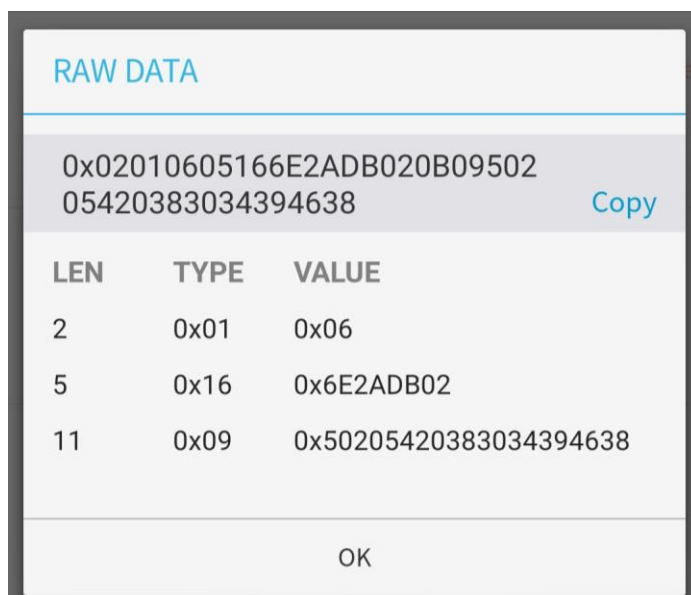 RAW DATA
0x02010605166E2ADB020B09502
05420383034394638
Copy
LEN TYPE VALUE
2 0x01 0x06
5 0x16 0x6E2ADB02
11 0x09 0x50205420383034394638
OK